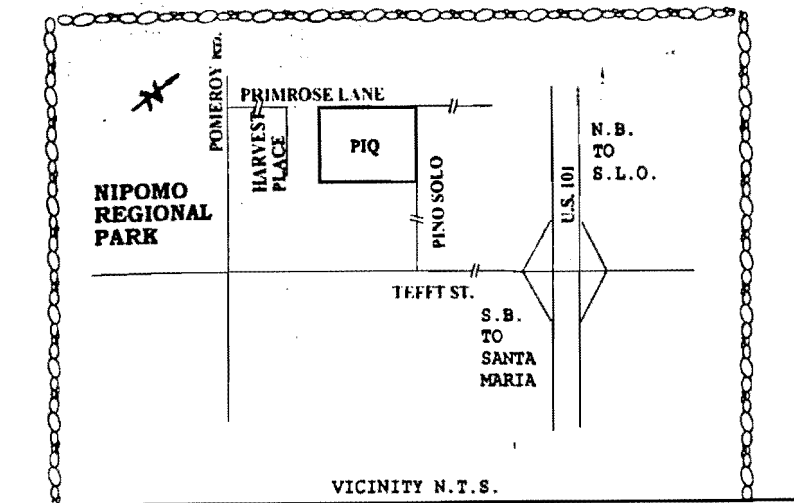 POMEROY RD.
PRIMROSE LANE
HARVEST
PLACE
PIQ
PINO SOLO
NIPOMO
REGIONAL
PARK
U.S. 101
N.B.
TO
S.L.O.
TEFFT ST.
S.B.
TO
SANTA
MARIA
VICINITY N.T.S.